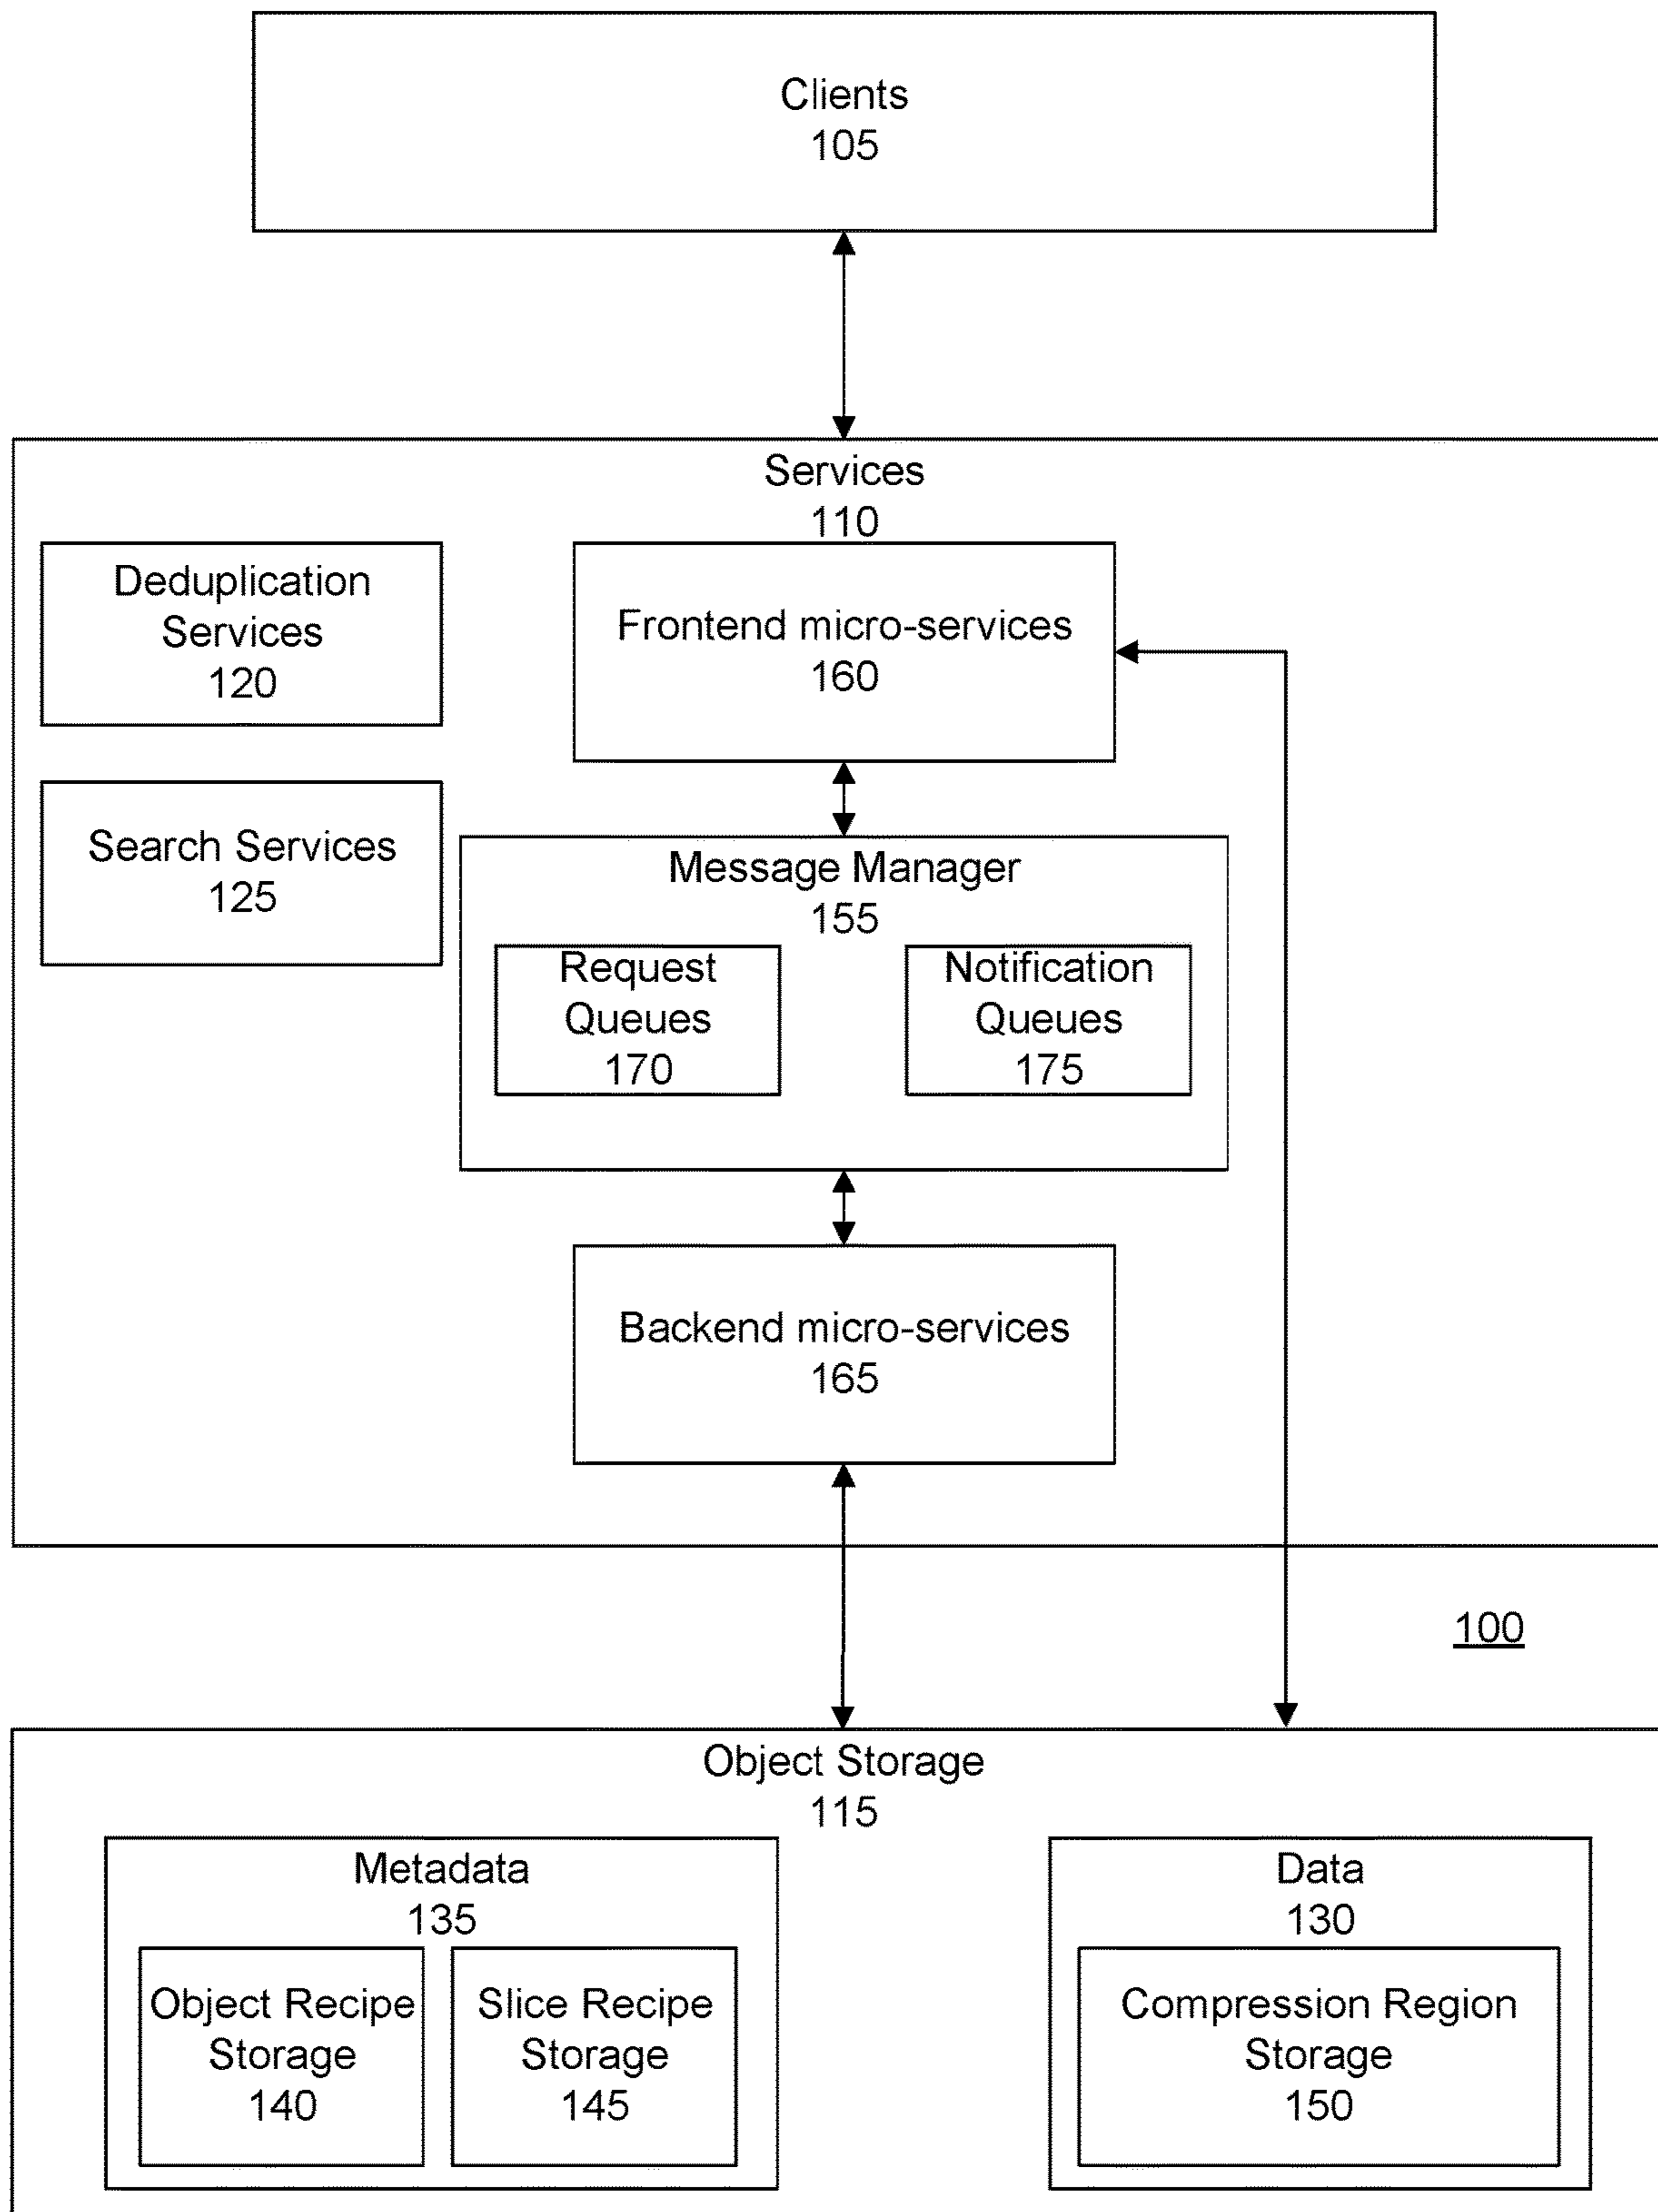 Clients
105
Services
110
Deduplication
Services
120
Frontend micro-services
160
Search Services
125
Message Manager
155
Request
Queues
170
Notification
Queues
175
Backend micro-services
165
100
Object Storage
115
Metadata
135
Object Recipe
Storage
140
Slice Recipe
Storage
145
Data
130
Compression Region
Storage
150